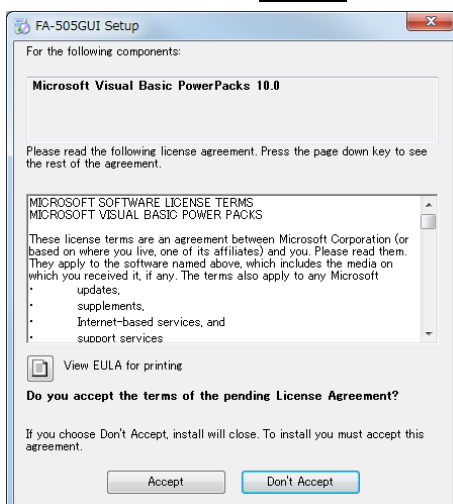 FA-505GUI Setup
For the following components:
Microsoft Visual Basic PowerPacks 10.0
Please read the following license agreement. Press the page down key to see
the rest of the agreement.
MICROSOFT SOFTWARE LICENSE TERMS
MICROSOFT VISUAL BASIC POWER PACKS
These license terms are an agreement between Microsoft Corporation (or
based on where you live, one of its affiliates) and you. Please read them.
They apply to the software named above, which includes the media on
which you received it, if any. The terms also apply to any Microsoft
· updates,
· supplements,
· Internet-based services, and
· support services
View EULA for printing
Do you accept the terms of the pending License Agreement?
If you choose Don't Accept, install will close. To install you must accept this
agreement.
Accept Don't Accept